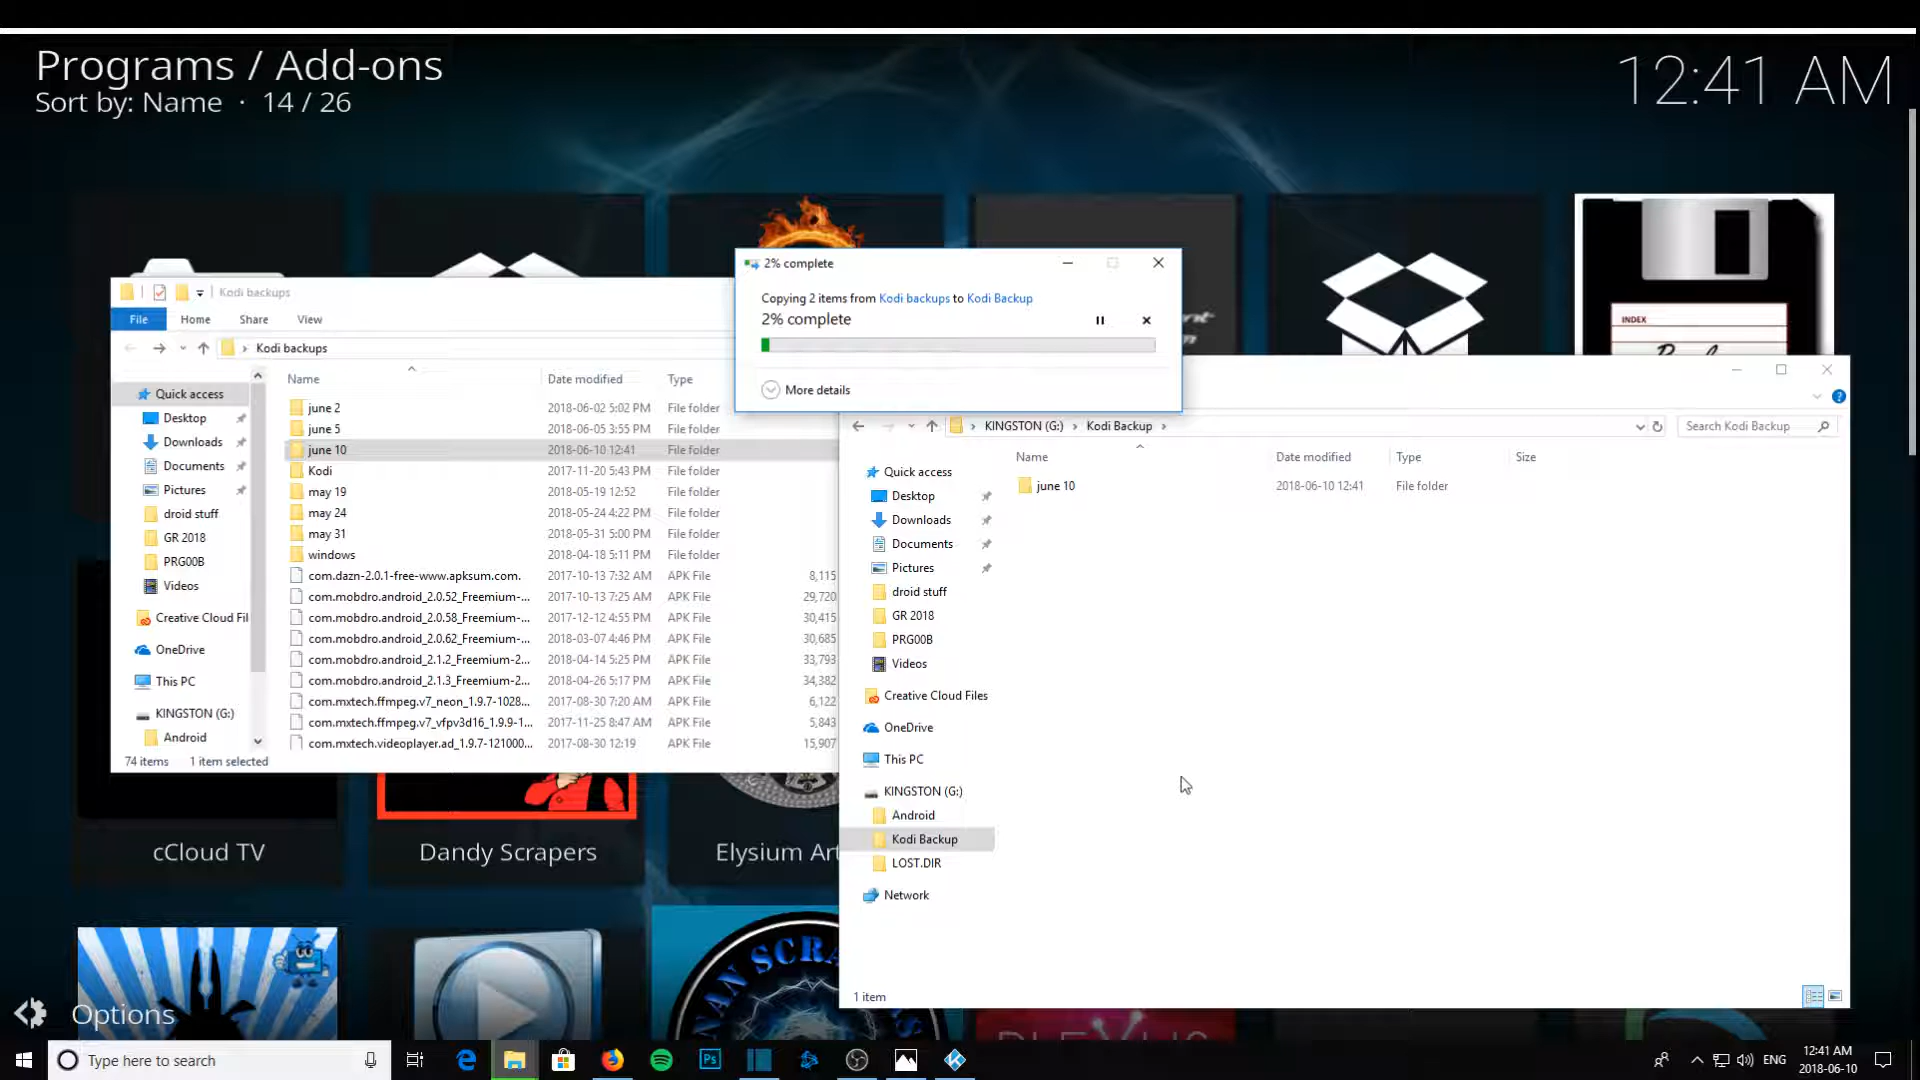 Programs / Add-ons
Sort by: Name · 14 / 26
12:41 AM
INDEX
Kodi backups
File
Home
Share
View
Kodi backups
Quick access
Desktop
Downloads
Documents
Pictures
droid stuff
GR 2018
PRG00B
Videos
Creative Cloud Fil
OneDrive
This PC
KINGSTON (G:)
Android
Name Date modified Type
june 2 2018-06-02 5:02 PM File folder
june 5 2018-06-05 3:55 PM File folder
june 10 2018-06-10 12:41 File folder
Kodi 2017-11-20 5:43 PM File folder
may 19 2018-05-19 12:52 File folder
may 24 2018-05-24 4:22 PM File folder
may 31 2018-05-31 5:00 PM File folder
windows 2018-04-18 5:11 PM File folder
com.dazn-2.0.1-free-www.apksum.com. 2017-10-13 7:32 AM APK File 8,115
com.mobdro.android_2.0.52_Freemium-... 2017-10-13 7:25 AM APK File 29,720
com.mobdro.android_2.0.58_Freemium-... 2017-12-12 4:55 PM APK File 30,415
com.mobdro.android_2.0.62_Freemium-... 2018-03-07 4:46 PM APK File 30,685
com.mobdro.android_2.1.2_Freemium-2... 2018-04-14 5:25 PM APK File 33,793
com.mobdro.android_2.1.3_Freemium-2... 2018-04-26 5:17 PM APK File 34,382
com.mxtech.ffmpeg.v7_neon_1.9.7-1028... 2017-08-30 7:20 AM APK File 6,122
com.mxtech.ffmpeg.v7_vfpv3d16_1.9.9-1... 2017-11-25 8:47 AM APK File 5,843
com.mxtech.videoplayer.ad_1.9.7-121000... 2017-08-30 12:19 APK File 15,907
74 items 1 item selected
2% complete
Copying 2 items from Kodi backups to Kodi Backup
2% complete
More details
KINGSTON (G:) Kodi Backup
Search Kodi Backup
Quick access
Desktop
Downloads
Documents
Pictures
droid stuff
GR 2018
PRG00B
Videos
Creative Cloud Files
OneDrive
This PC
KINGSTON (G:)
Android
Kodi Backup
LOST.DIR
Network
Name Date modified Type Size
june 10 2018-06-10 12:41 File folder
1 item
cCloud TV
Dandy Scrapers
Elysium Art
Options
Type here to search
Ps
ENG
12:41 AM
2018-06-10